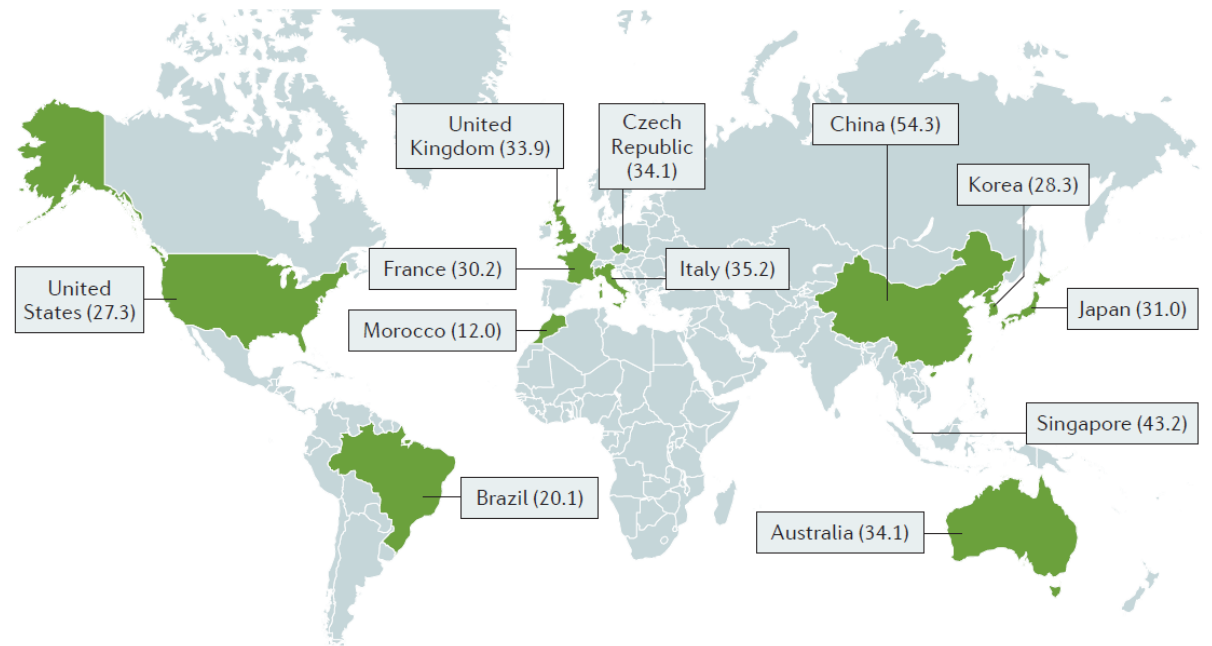 United
Kingdom (33.9)
Czech
Republic
(34.1)
China (54.3)
Korea (28.3)
United
States (27.3)
France (30.2)
Italy (35.2)
Japan (31.0)
Morocco (12.0)
Singapore (43.2)
Brazil (20.1)
Australia (34.1)